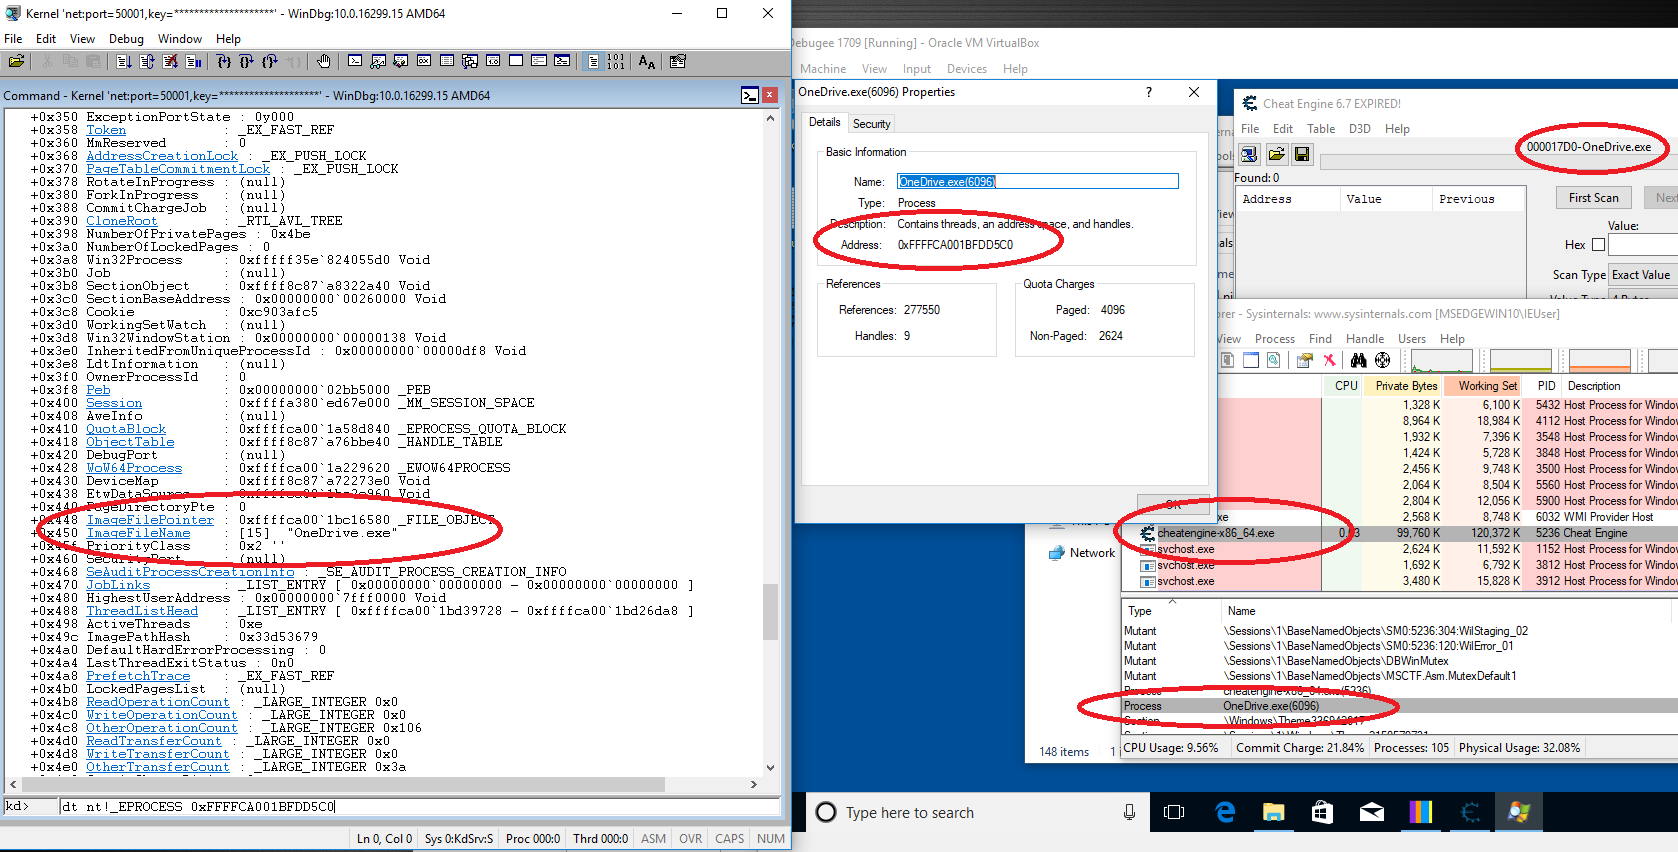 Kernel 'net:port=50001,key=********************' - WinDbg:10.0.16299.15 AMD64
File Edit View Debug Window Help
Command - Kernel 'net:port=50001,key=********************' - WinDbg:10.0.16299.15 AMD64
+0x350 ExceptionPortState : 0y000
+0x358 Token : _EX_FAST_REF
+0x360 MmReserved : 0
+0x368 AddressCreationLock : _EX_PUSH_LOCK
+0x370 PageTableCommitmentLock : _EX_PUSH_LOCK
+0x378 RotateInProgress : (null)
+0x380 ForkInProgress : (null)
+0x388 CommitChargeJob : (null)
+0x390 CloneRoot : _RTL_AVL_TREE
+0x398 NumberOfPrivatePages : 0x4be
+0x3a0 NumberOfLockedPages : 0
+0x3a8 Win32Process : 0xfffff35e`824055d0 Void
+0x3b0 Job : (null)
+0x3b8 SectionObject : 0xffff8c87`a8322a40 Void
+0x3c0 SectionBaseAddress : 0x00000000`00260000 Void
+0x3c8 Cookie : 0xc903afc5
+0x3d0 WorkingSetWatch : (null)
+0x3d8 Win32WindowStation : 0x00000000`00000138 Void
+0x3e0 InheritedFromUniqueProcessId : 0x00000000`00000df8 Void
+0x3e8 LdtInformation : (null)
+0x3f0 OwnerProcessId : 0
+0x3f8 Peb : 0x00000000`02bb5000 _PEB
+0x400 Session : 0xffffa380`ed67e000 _MM_SESSION_SPACE
+0x408 AweInfo : (null)
+0x410 QuotaBlock : 0xffffca00`1a58d840 _EPROCESS_QUOTA_BLOCK
+0x418 ObjectTable : 0xffff8c87`a76bbe40 _HANDLE_TABLE
+0x420 DebugPort : (null)
+0x428 WoW64Process : 0xffffca00`1a229620 _EWOW64PROCESS
+0x430 DeviceMap : 0xffff8c87`a72273e0 Void
+0x438 EtwDataSource
+0x440 PageDirectoryPte : 0
+0x448 ImageFilePointer : 0xffffca00`1bc16580 _FILE_OBJECT
+0x450 ImageFileName : [15] "OneDrive.exe"
+0x45f PriorityClass : 0x2 ''
+0x460 SecurityPort : (null)
+0x468 SeAuditProcessCreationInfo : _SE_AUDIT_PROCESS_CREATION_INFO
+0x470 JobLinks : _LIST_ENTRY [ 0x00000000`00000000 - 0x00000000`00000000 ]
+0x480 HighestUserAddress : 0x00000000`7fff0000 Void
+0x488 ThreadListHead : _LIST_ENTRY [ 0xffffca00`1bd39728 - 0xffffca00`1bd26da8 ]
+0x498 ActiveThreads : 0xe
+0x49c ImagePathHash : 0x33d53679
+0x4a0 DefaultHardErrorProcessing : 0
+0x4a4 LastThreadExitStatus : 0n0
+0x4a8 PrefetchTrace : _EX_FAST_REF
+0x4b0 LockedPagesList : (null)
+0x4b8 ReadOperationCount : _LARGE_INTEGER 0x0
+0x4c0 WriteOperationCount : _LARGE_INTEGER 0x0
+0x4c8 OtherOperationCount : _LARGE_INTEGER 0x106
+0x4d0 ReadTransferCount : _LARGE_INTEGER 0x0
+0x4d8 WriteTransferCount : _LARGE_INTEGER 0x0
+0x4e0 OtherTransferCount : _LARGE_INTEGER 0x3a
kd> dt nt!_EPROCESS 0xFFFFCA001BFDD5C0
Ln 0, Col 0 Sys 0:KdSrv:S Proc 000:0 Thrd 000:0 ASM OVR CAPS NUM
Debugee 1709 [Running] - Oracle VM VirtualBox
Machine View Input Devices Help
OneDrive.exe(6096) Properties ?
Details Security
Basic Information
Name: OneDrive.exe(6096)
Type: Process
Description: Contains threads, an address space, and handles.
Address: 0xFFFFCA001BFDD5C0
References
References: 277550
Handles: 9
Quota Charges
Paged: 4096
Non-Paged: 2624
OK
Cheat Engine 6.7 EXPIRED!
File Edit Table D3D Help
000017D0-OneDrive.exe
Found: 0
Address Value Previous
First Scan Next
Value:
Hex
Scan Type Exact Value
Value Type 4 Bytes
orer - Sysinternals: www.sysinternals.com [MSEDGEWIN10\IEUser]
View Process Find Handle Users Help
CPU Private Bytes Working Set PID Description
1,328 K 6,100 K 5432 Host Process for Window
8,964 K 18,984 K 4112 Host Process for Window
1,932 K 7,396 K 3548 Host Process for Window
1,424 K 5,728 K 3848 Host Process for Window
2,456 K 9,748 K 3500 Host Process for Window
2,064 K 8,504 K 5560 Host Process for Window
2,804 K 12,056 K 5900 Host Process for Window
2,568 K 8,748 K 6032 WMI Provider Host
cheatengine-x86_64.exe 99,760 K 120,372 K 5236 Cheat Engine
svchost.exe 2,624 K 11,592 K 1152 Host Process for Window
svchost.exe 1,692 K 6,792 K 3812 Host Process for Window
svchost.exe 3,480 K 15,828 K 3912 Host Process for Window
Network
Type Name
Mutant \Sessions\1\BaseNamedObjects\SM0:5236:304:WilStaging_02
Mutant \Sessions\1\BaseNamedObjects\SM0:5236:120:WilError_01
Mutant \Sessions\1\BaseNamedObjects\DBWinMutex
Mutant \Sessions\1\BaseNamedObjects\MSCTF.Asm.MutexDefault1
Process cheatengine-x86_64.exe(5236)
Process OneDrive.exe(6096)
Section
148 items 1
CPU Usage: 9.56% Commit Charge: 21.84% Processes: 105 Physical Usage: 32.08%
Type here to search